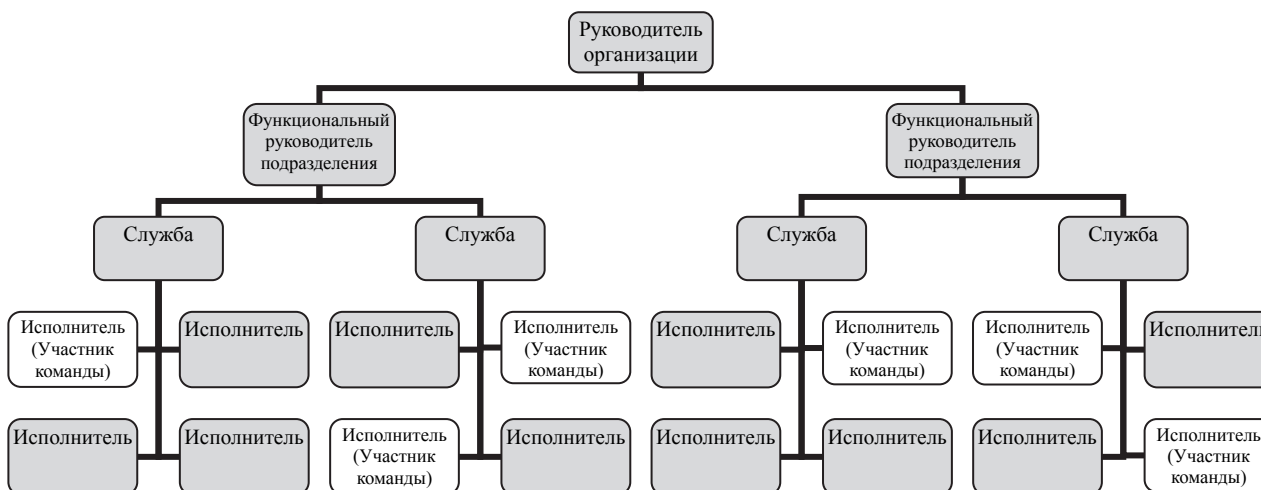 Руководитель
организации
Функциональный
руководитель
подразделения
Функциональный
руководитель
подразделения
Служба
Служба
Служба
Служба
Исполнитель
(Участник
команды)
Исполнитель
Исполнитель
Исполнитель
(Участник
команды)
Исполнитель
Исполнитель
(Участник
команды)
Исполнитель
(Участник
команды)
Исполнитель
Исполнитель
Исполнитель
Исполнитель
(Участник
команды)
Исполнитель
Исполнитель
Исполнитель
Исполнитель
Исполнитель
(Участник
команды)